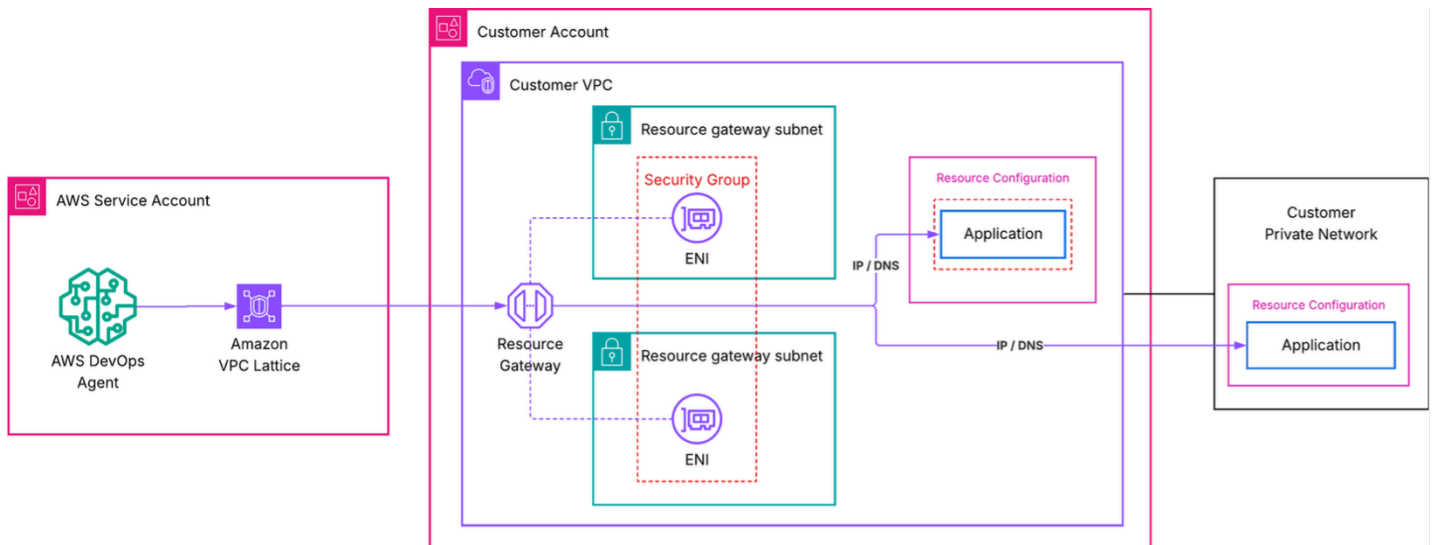 Customer Account
Customer VPC
Resource gateway subnet
Security Group
ENI
AWS Service Account
AWS DevOps
Agent
Amazon
VPC Lattice
Resource
Gateway
Resource gateway subnet
ENI
Resource Configuration
Application
IP / DNS
IP / DNS
Customer
Private Network
Resource Configuration
Application